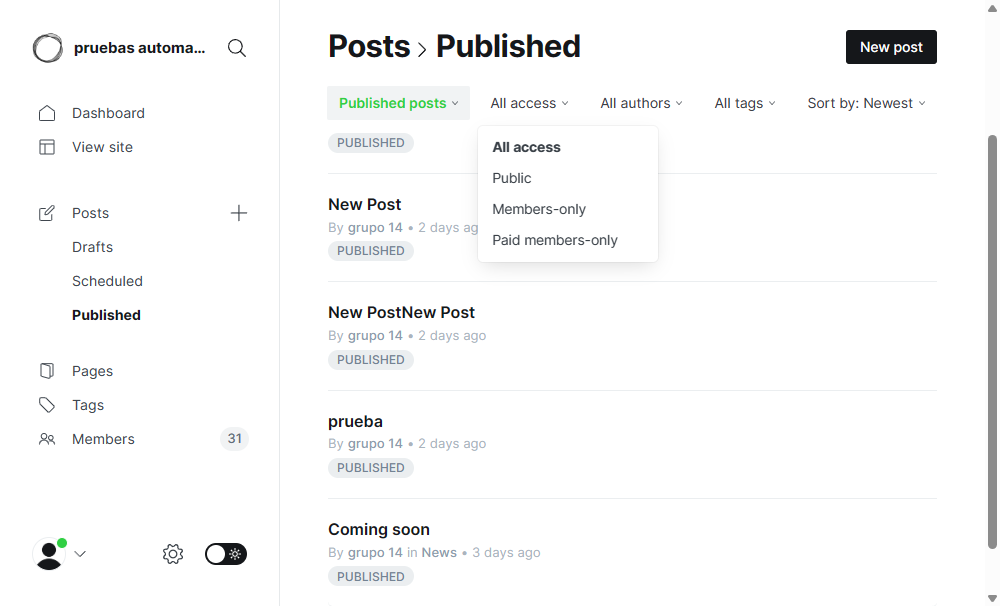 pruebas automa...
Dashboard
View site
Posts
Drafts
Scheduled
Published
Pages
Tags
Members 31
Posts > Published
New post
Published posts All access All authors All tags Sort by: Newest
All access
Public
Members-only
Paid members-only
PUBLISHED
New Post
By grupo 14 • 2 days ag
PUBLISHED
New PostNew Post
By grupo 14 • 2 days ago
PUBLISHED
prueba
By grupo 14 • 2 days ago
PUBLISHED
Coming soon
By grupo 14 in News • 3 days ago
PUBLISHED